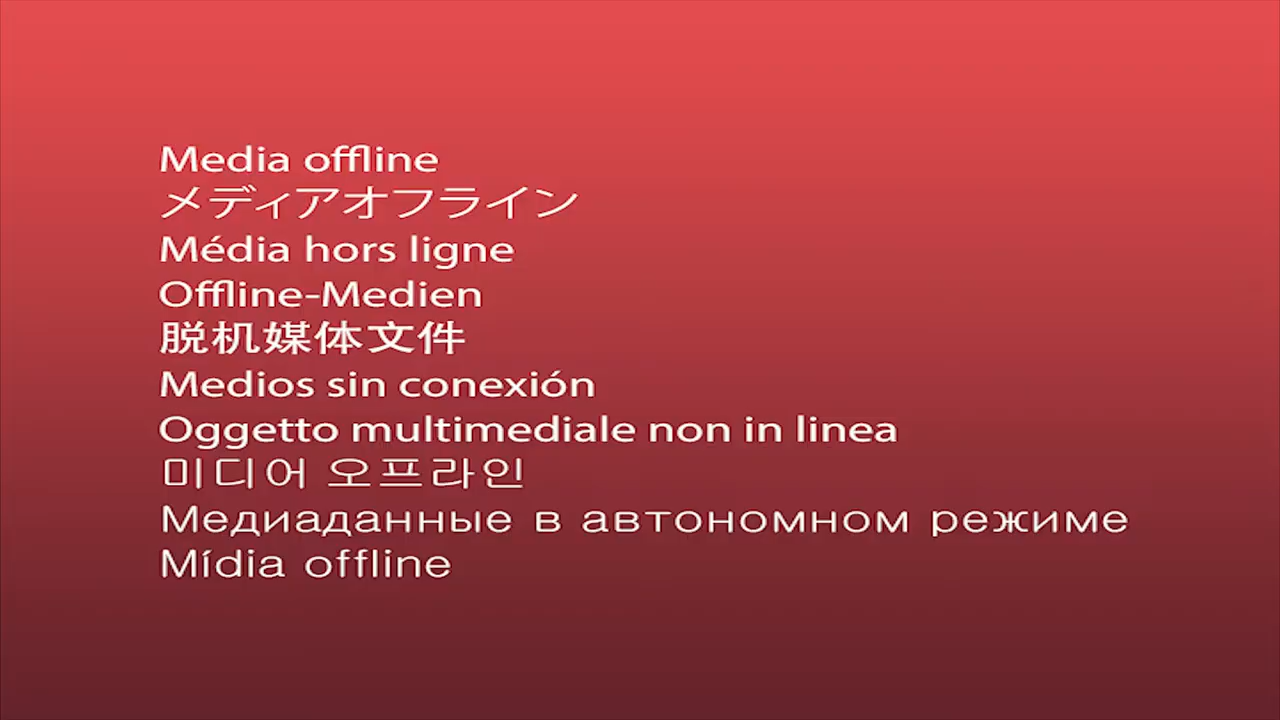 Media offline
メディアオフライン
Média hors ligne
Offline-Medien
脱机媒体文件
Medios sin conexión
Oggetto multimediale non in linea
미디어 오프라인
Медиаданные в автономном режиме
Mídia offline